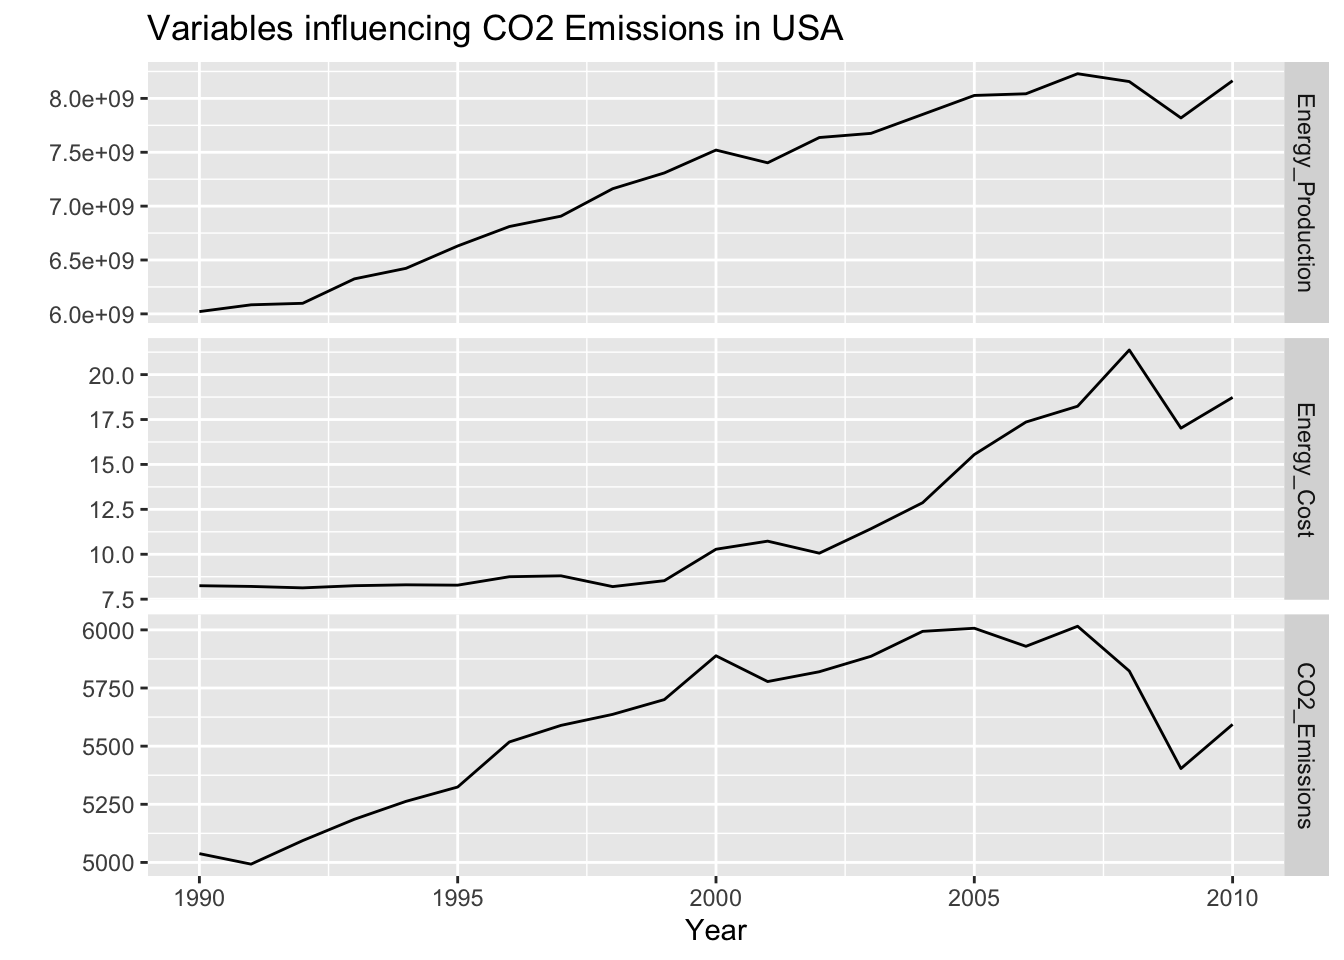 Variables influencing CO2 Emissions in USA
8.0e+09
7.5e+09
7.0e+09
6.5e+09
6.0e+09
Energy_Production
20.0
17.5
15.0
12.5
10.0
7.5
Energy_Cost
6000
5750
5500
5250
5000
CO2_Emissions
1990 1995 2000 2005 2010
Year